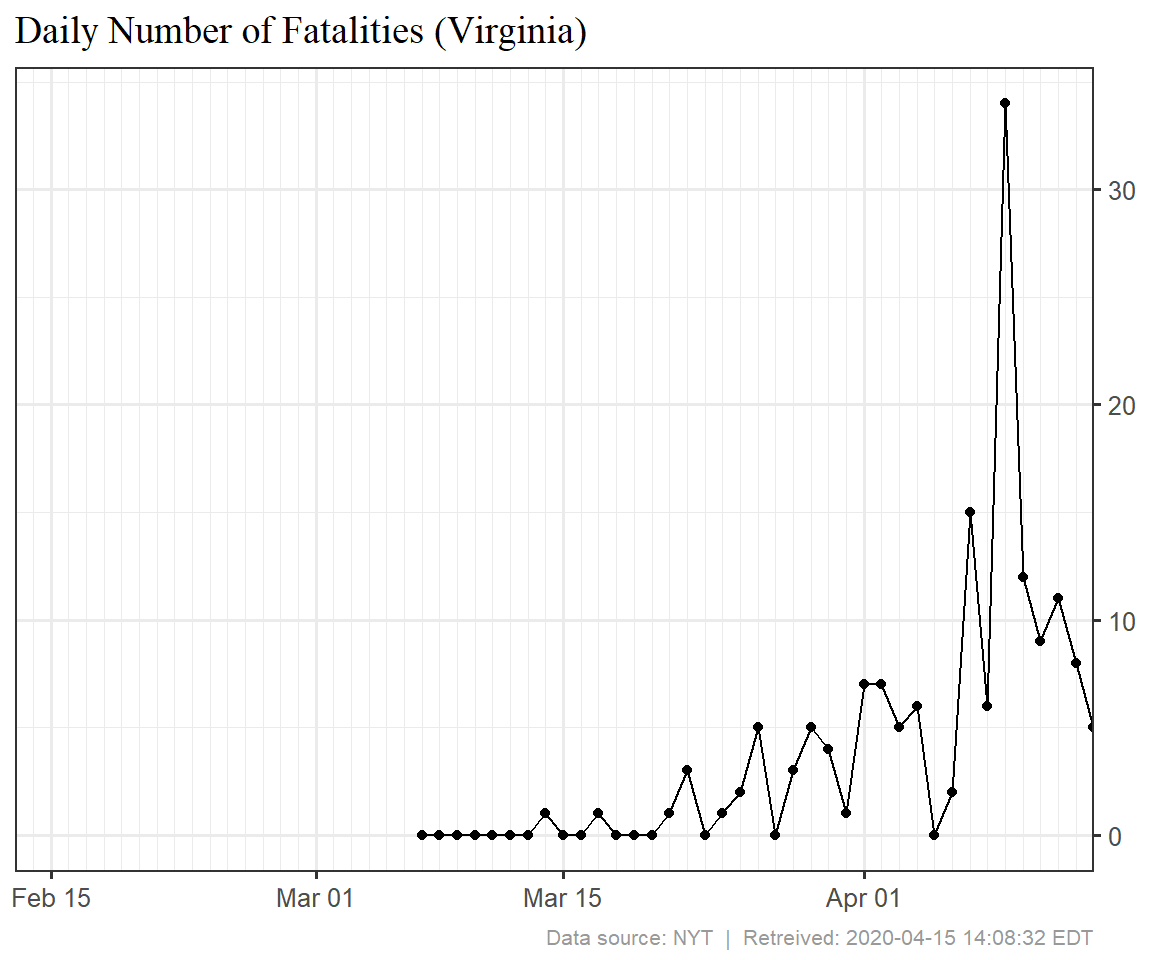 Daily Number of Fatalities (Virginia)
30
20
10
0
Feb 15 Mar 01 Mar 15 Apr 01
Data source: NYT | Retreived: 2020-04-15 14:08:32 EDT